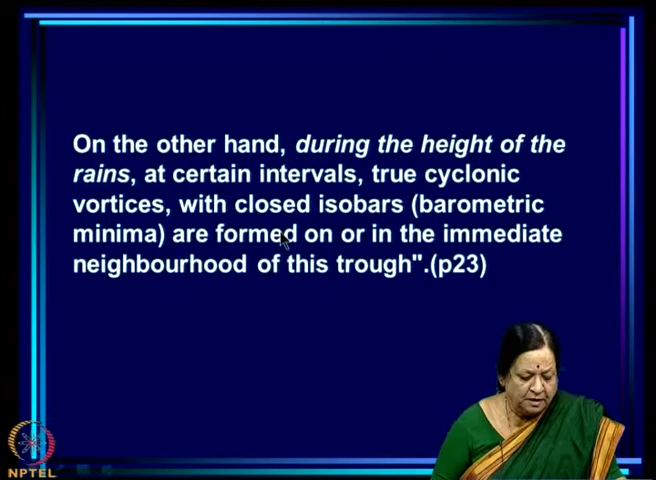 On the other hand, during the height of the
rains, at certain intervals, true cyclonic
vortices, with closed isobars (barometric
minima) are formed on or in the immediate
neighbourhood of this trough".(p23)
NPTEL